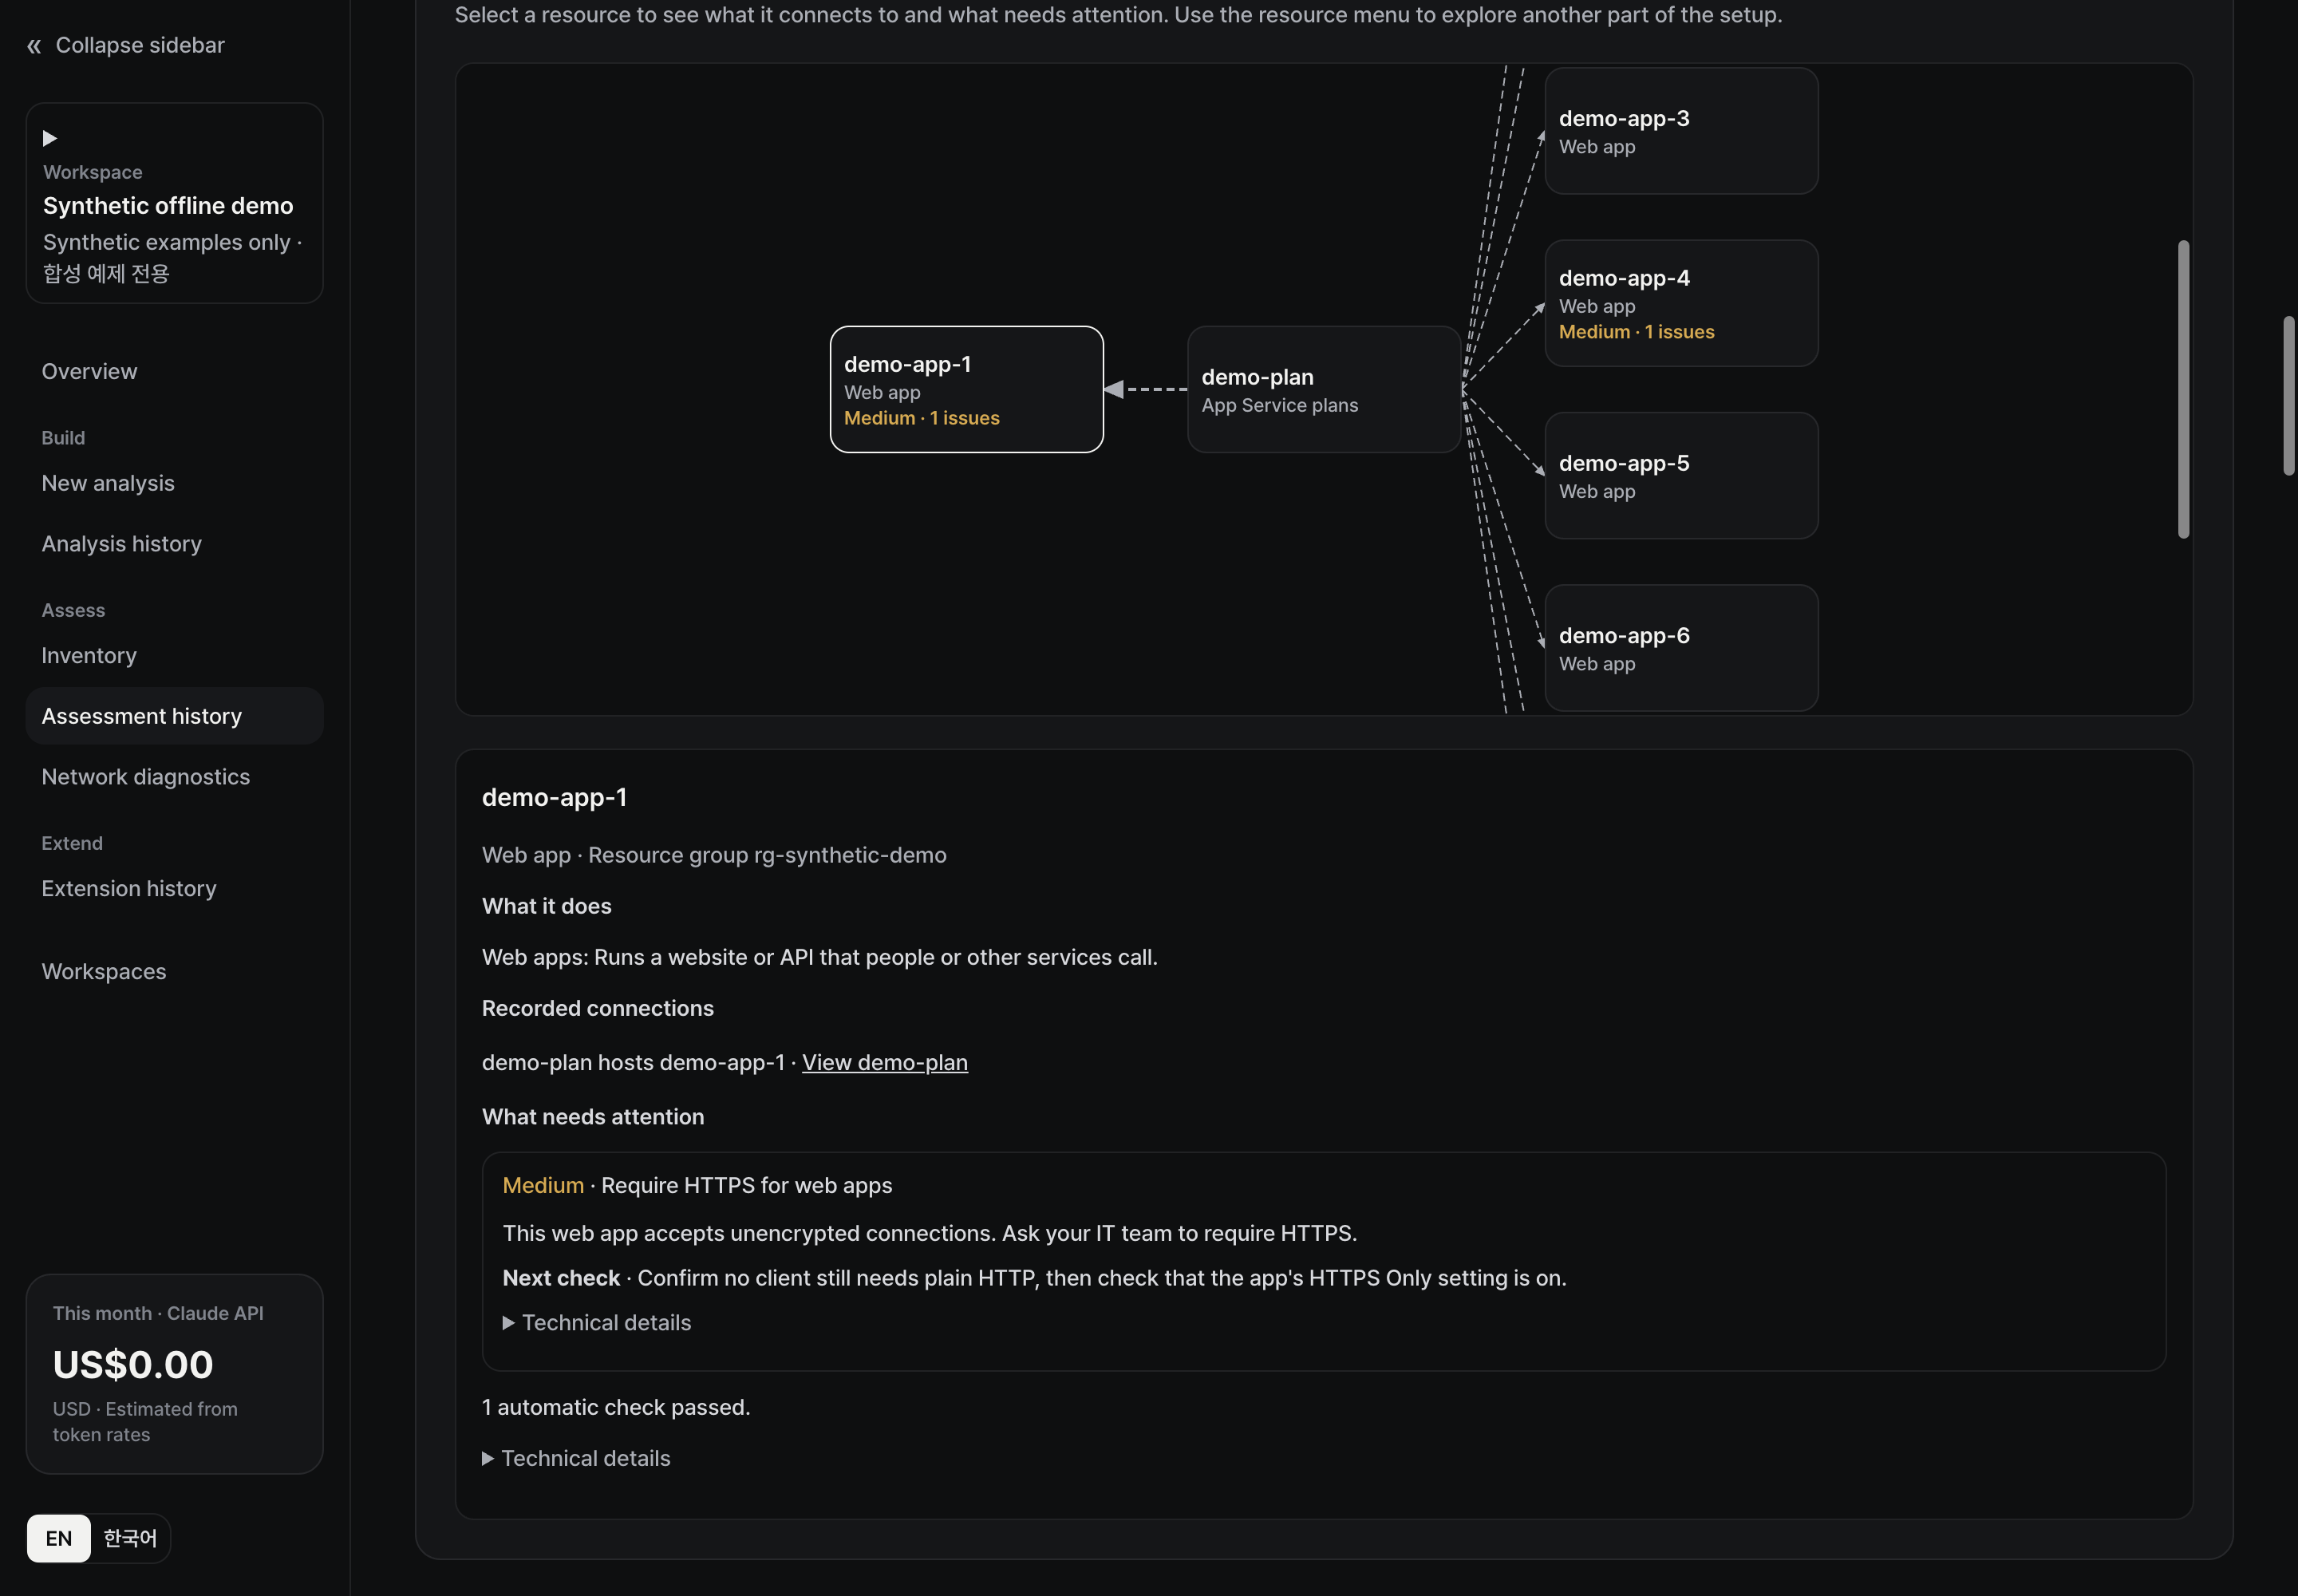 Select a resource to see what it connects to and what needs attention. Use the resource menu to explore another part of the setup.
« Collapse sidebar
Workspace
Synthetic offline demo
Synthetic examples only ·
합성 예제 전용
Overview
Build
New analysis
Analysis history
Assess
Inventory
Assessment history
Network diagnostics
Extend
Extension history
Workspaces
This month · Claude API
US$0.00
USD · Estimated from
token rates
EN 한국어
demo-app-1
Web app
Medium · 1 issues
demo-plan
App Service plans
demo-app-3
Web app
demo-app-4
Web app
Medium · 1 issues
demo-app-5
Web app
demo-app-6
Web app
demo-app-1
Web app · Resource group rg-synthetic-demo
What it does
Web apps: Runs a website or API that people or other services call.
Recorded connections
demo-plan hosts demo-app-1 · View demo-plan
What needs attention
Medium · Require HTTPS for web apps
This web app accepts unencrypted connections. Ask your IT team to require HTTPS.
Next check · Confirm no client still needs plain HTTP, then check that the app's HTTPS Only setting is on.
Technical details
1 automatic check passed.
Technical details